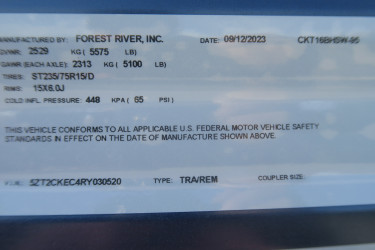 MANUFACTURED BY: FOREST RIVER, INC. DATE: 09/12/2023 CKT16BHSW-95
GVWR: 2529 KG ( 5575 LB)
GAWR (EACH AXLE): 2313 KG ( 5100 LB)
TIRES: ST235/75R15/D
RIMS: 15X6.0J
COLD INFL. PRESSURE: 448 KPA ( 65 PSI)
THIS VEHICLE CONFORMS TO ALL APPLICABLE U.S. FEDERAL MOTOR VEHICLE SAFETY
STANDARDS IN EFFECT ON THE DATE OF MANUFACTURE SHOWN ABOVE.
5ZT2CKEC4RY030520 TYPE: TRA/REM COUPLER SIZE: